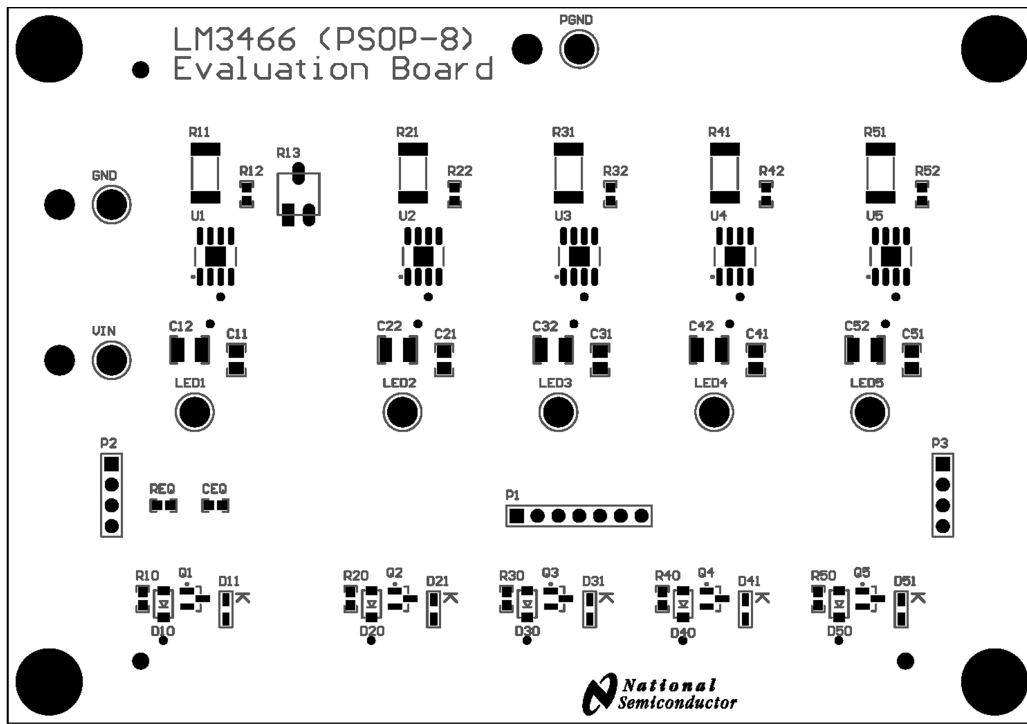 LM3466 (PSOP-8)
Evaluation Board
PGND
R11
R13
R21
R31
R41
R51
R12
R22
R32
R42
R52
GND
U1
U2
U3
U4
U5
VIN
C12
C11
C22
C21
C32
C31
C42
C41
C52
C51
LED1
LED2
LED3
LED4
LED5
P2
P3
REQ
CEQ
P1
R10
Q1
D11
K
R20
Q2
D21
K
R30
Q3
D31
K
R40
Q4
D41
K
R50
Q5
D51
K
D10
D20
D30
D40
D50
National
Semiconductor